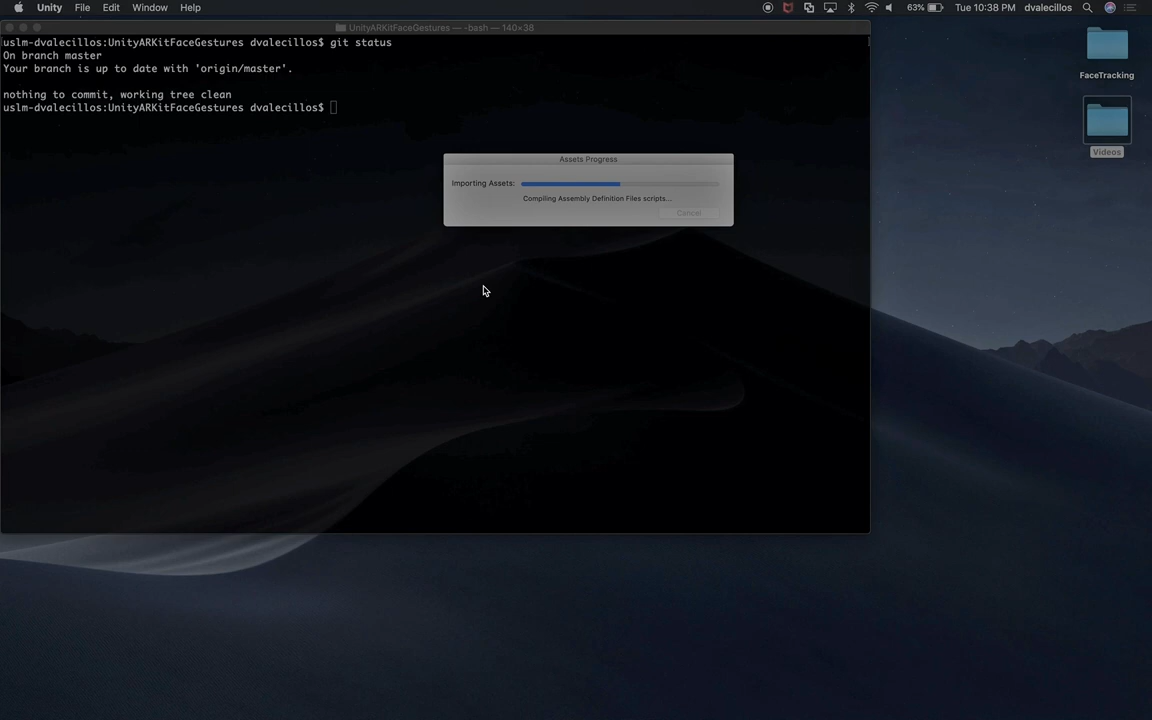 Unity File Edit Window Help 63% Tue 10:38 PM dvalecillos
UnityARKitFaceGestures — -bash — 140×36
uslm-dvalecillos:UnityARKitFaceGestures dvalecillos$ git status
On branch master
Your branch is up to date with 'origin/master'.
nothing to commit, working tree clean
uslm-dvalecillos:UnityARKitFaceGestures dvalecillos$
Assets Progress
Importing Assets:
Compiling Assembly Definition Files scripts...
Cancel
FaceTracking
Videos